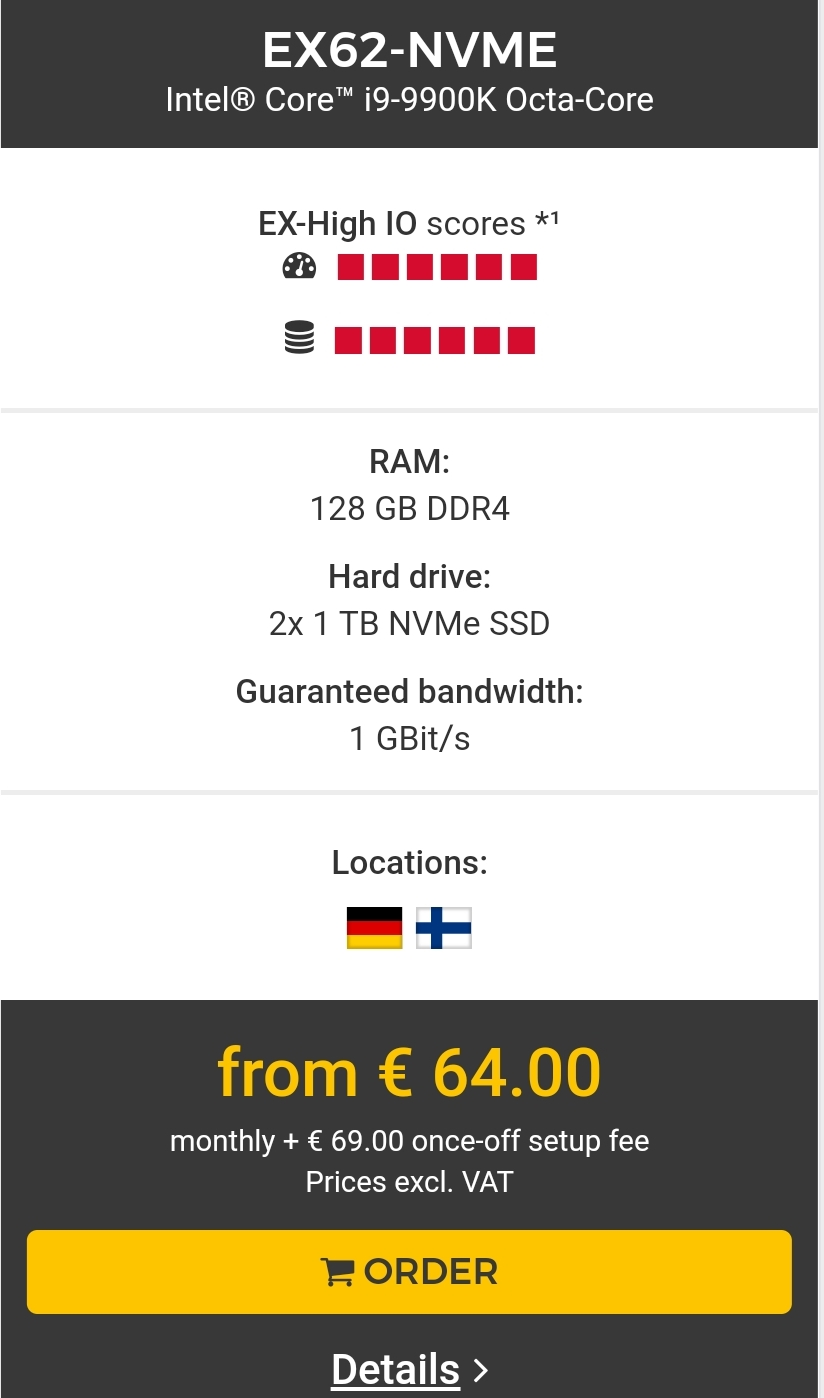 EX62-NVME
Intel® Core™ i9-9900K Octa-Core
EX-High IO scores *¹
RAM:
128 GB DDR4
Hard drive:
2x 1 TB NVMe SSD
Guaranteed bandwidth:
1 GBit/s
Locations:
from € 64.00
monthly + € 69.00 once-off setup fee
Prices excl. VAT
ORDER
Details >